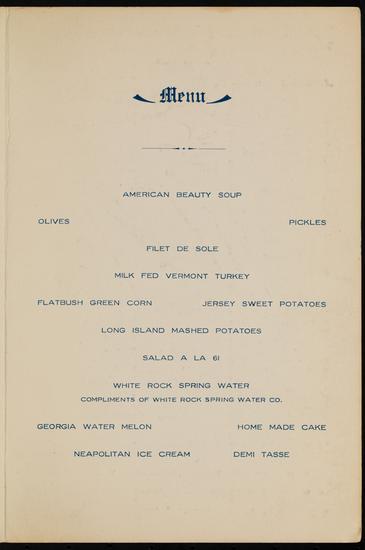 Menu
AMERICAN BEAUTY SOUP
OLIVES PICKLES
FILET DE SOLE
MILK FED VERMONT TURKEY
FLATBUSH GREEN CORN JERSEY SWEET POTATOES
LONG ISLAND MASHED POTATOES
SALAD A LA 61
WHITE ROCK SPRING WATER
COMPLIMENTS OF WHITE ROCK SPRING WATER CO.
GEORGIA WATER MELON HOME MADE CAKE
NEAPOLITAN ICE CREAM DEMI TASSE